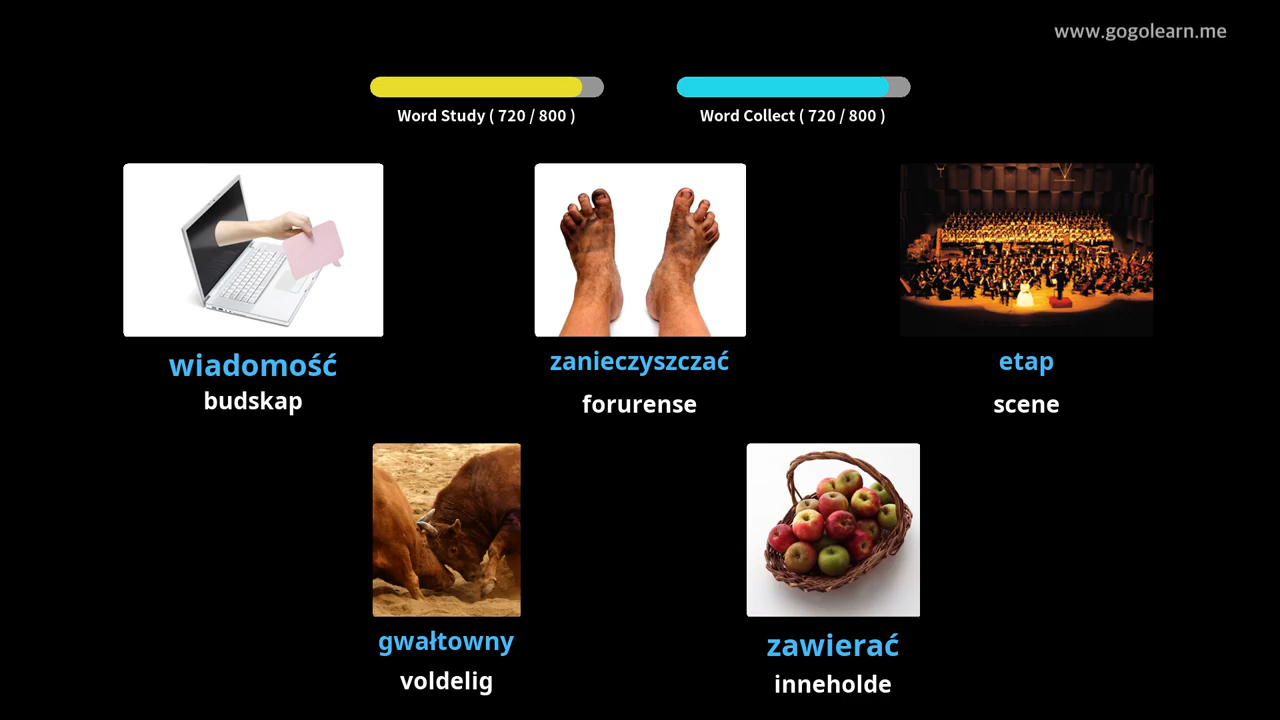 www.gogolearn.me
Word Study ( 720 / 800 )
Word Collect ( 720 / 800 )
wiadomość
budskap
zanieczyszczać
forurense
etap
scene
gwałtowny
voldelig
zawierać
inneholde